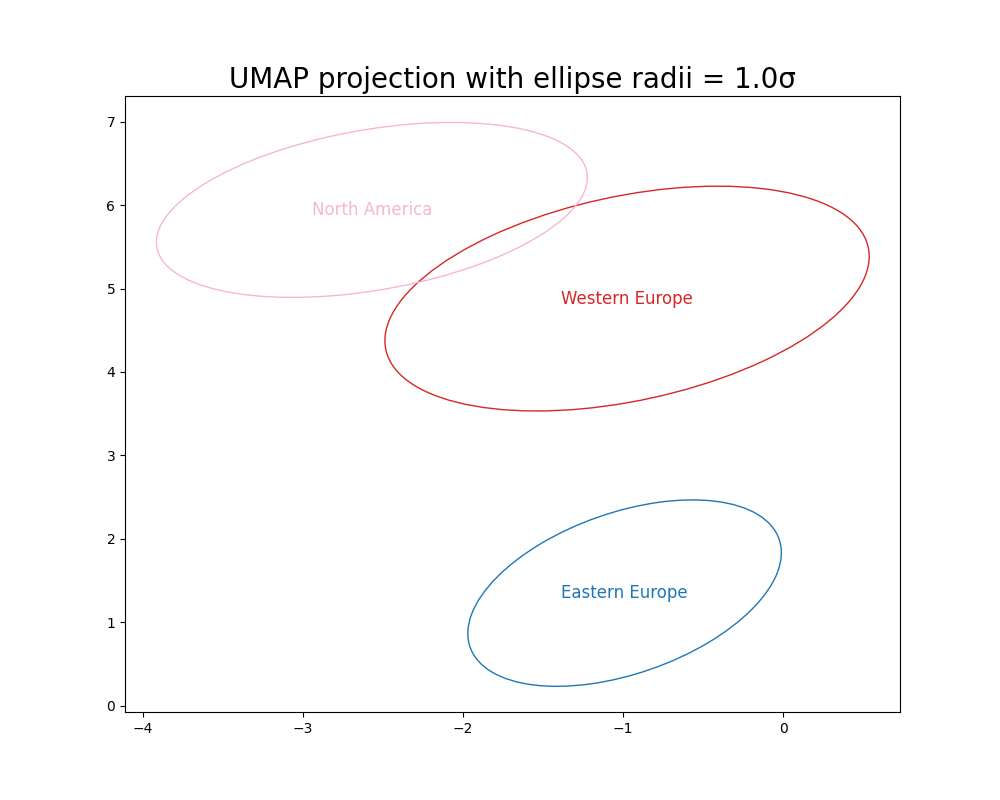 UMAP projection with ellipse radii = 1.0σ
7
6
5
4
3
2
1
0
North America
Western Europe
Eastern Europe
−4 −3 −2 −1 0